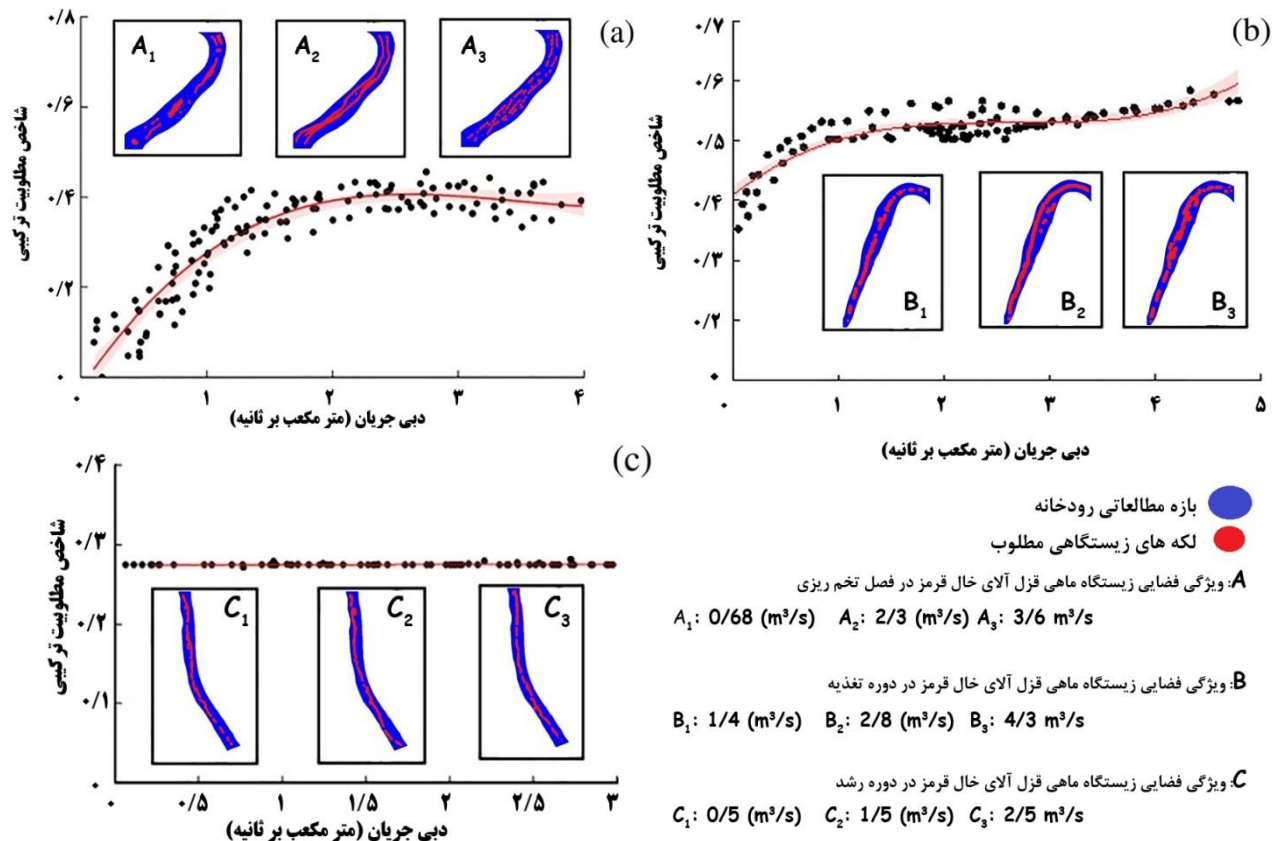 (a)
۰/۸
۰/۶
۰/۴
۰/۲
۰
شاخص مطلوبیت ترکیبی
A₁
A₂
A₃
۰ ۱ ۲ ۳ ۴
دبی جریان (متر مکعب بر ثانیه)
(b)
۰/۷
۰/۶
۰/۵
۰/۴
۰/۳
۰/۲
۰
شاخص مطلوبیت ترکیبی
B₁
B₂
B₃
۰ ۱ ۲ ۳ ۴ ۵
دبی جریان (متر مکعب بر ثانیه)
(c)
۰/۴
۰/۳
۰/۲
۰/۱
۰
شاخص مطلوبیت ترکیبی
C₁
C₂
C₃
۰ ۰/۵ ۱ ۱/۵ ۲ ۲/۵ ۳
دبی جریان (متر مکعب بر ثانیه)
بازه مطالعاتی رودخانه
لکه های زیستگاهی مطلوب
A: ویژگی فضایی زیستگاه ماهی قزل آلای خال قرمز در فصل تخم ریزی
A₁: 0/68 (m³/s) A₂: 2/3 (m³/s) A₃: 3/6 m³/s
B: ویژگی فضایی زیستگاه ماهی قزل آلای خال قرمز در دوره تغذیه
B₁: 1/4 (m³/s) B₂: 2/8 (m³/s) B₃: 4/3 m³/s
C: ویژگی فضایی زیستگاه ماهی قزل آلای خال قرمز در دوره رشد
C₁: 0/5 (m³/s) C₂: 1/5 (m³/s) C₃: 2/5 m³/s